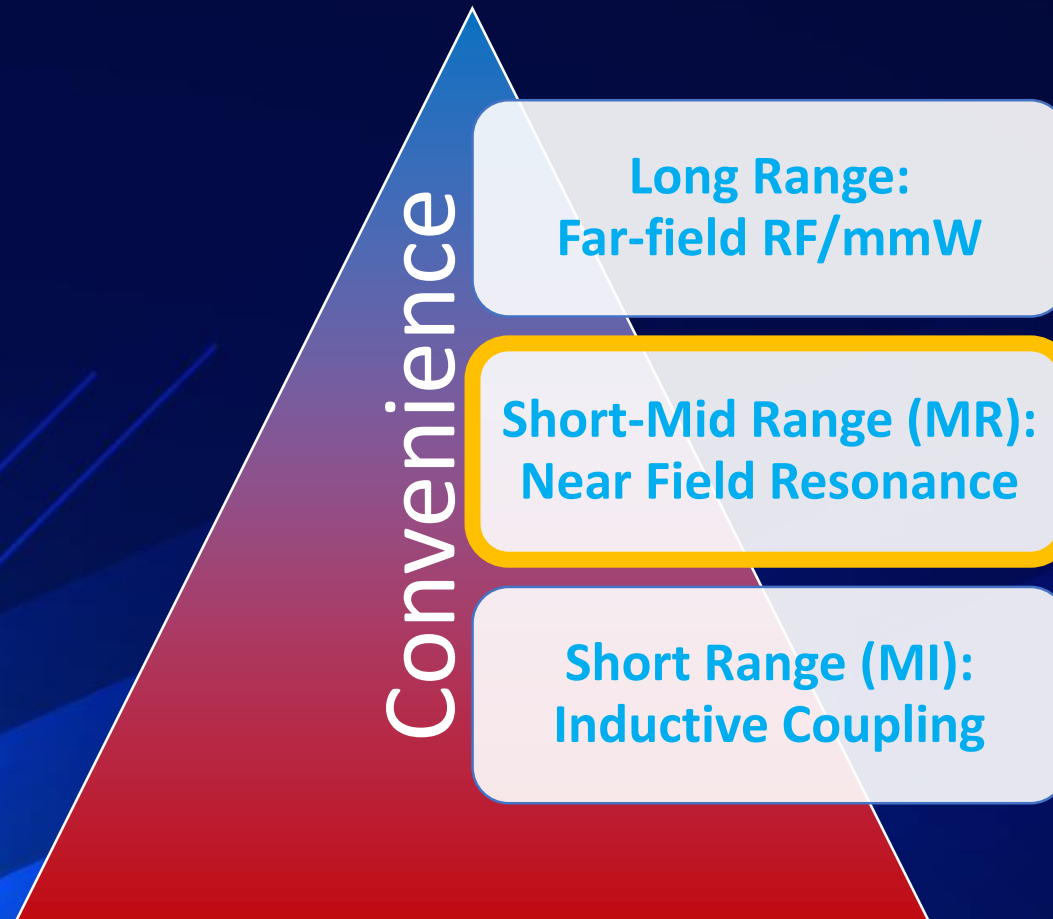 Convenience
Long Range:
Far-field RF/mmW
Short-Mid Range (MR):
Near Field Resonance
Short Range (MI):
Inductive Coupling